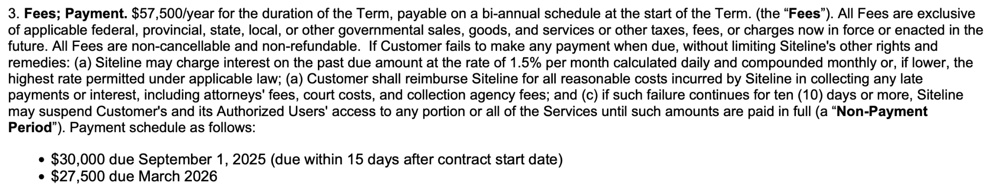 3. Fees; Payment. $57,500/year for the duration of the Term, payable on a bi-annual schedule at the start of the Term. (the “Fees”). All Fees are exclusive
of applicable federal, provincial, state, local, or other governmental sales, goods, and services or other taxes, fees, or charges now in force or enacted in the
future. All Fees are non-cancellable and non-refundable.  If Customer fails to make any payment when due, without limiting Siteline's other rights and
remedies: (a) Siteline may charge interest on the past due amount at the rate of 1.5% per month calculated daily and compounded monthly or, if lower, the
highest rate permitted under applicable law; (a) Customer shall reimburse Siteline for all reasonable costs incurred by Siteline in collecting any late
payments or interest, including attorneys' fees, court costs, and collection agency fees; and (c) if such failure continues for ten (10) days or more, Siteline
may suspend Customer's and its Authorized Users' access to any portion or all of the Services until such amounts are paid in full (a “Non-Payment
Period”). Payment schedule as follows:
• $30,000 due September 1, 2025 (due within 15 days after contract start date)
• $27,500 due March 2026